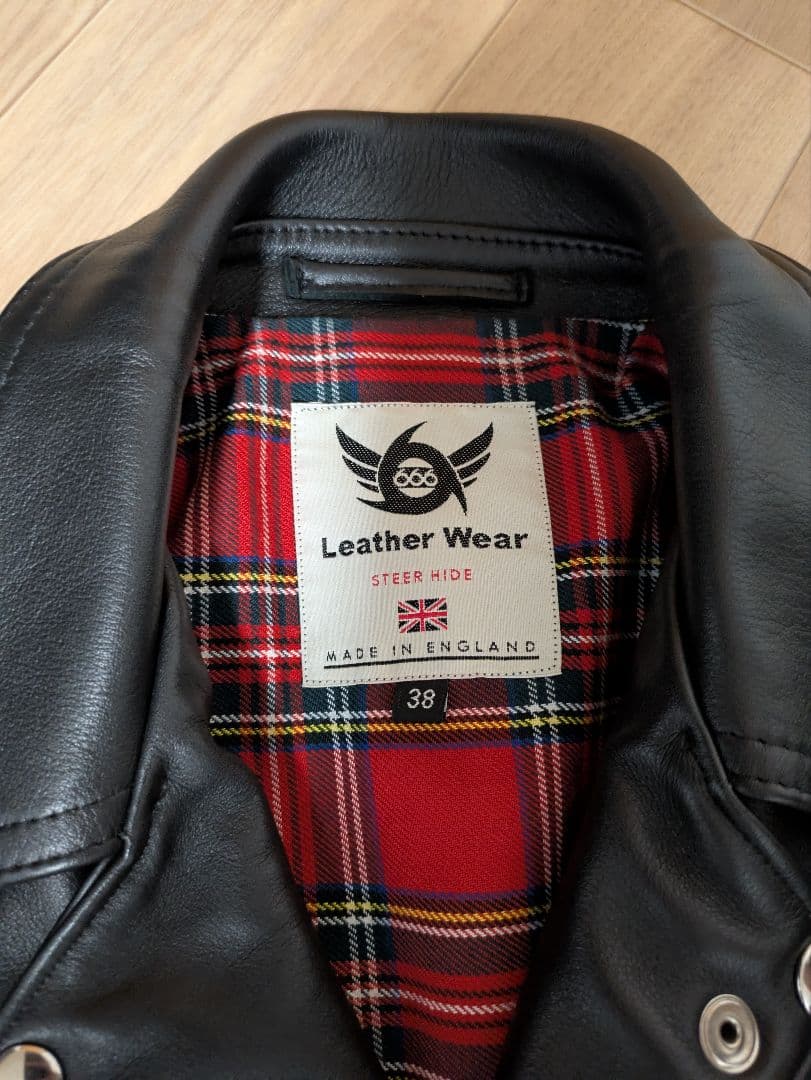 666
Leather Wear
STEER HIDE
MADE IN ENGLAND
38